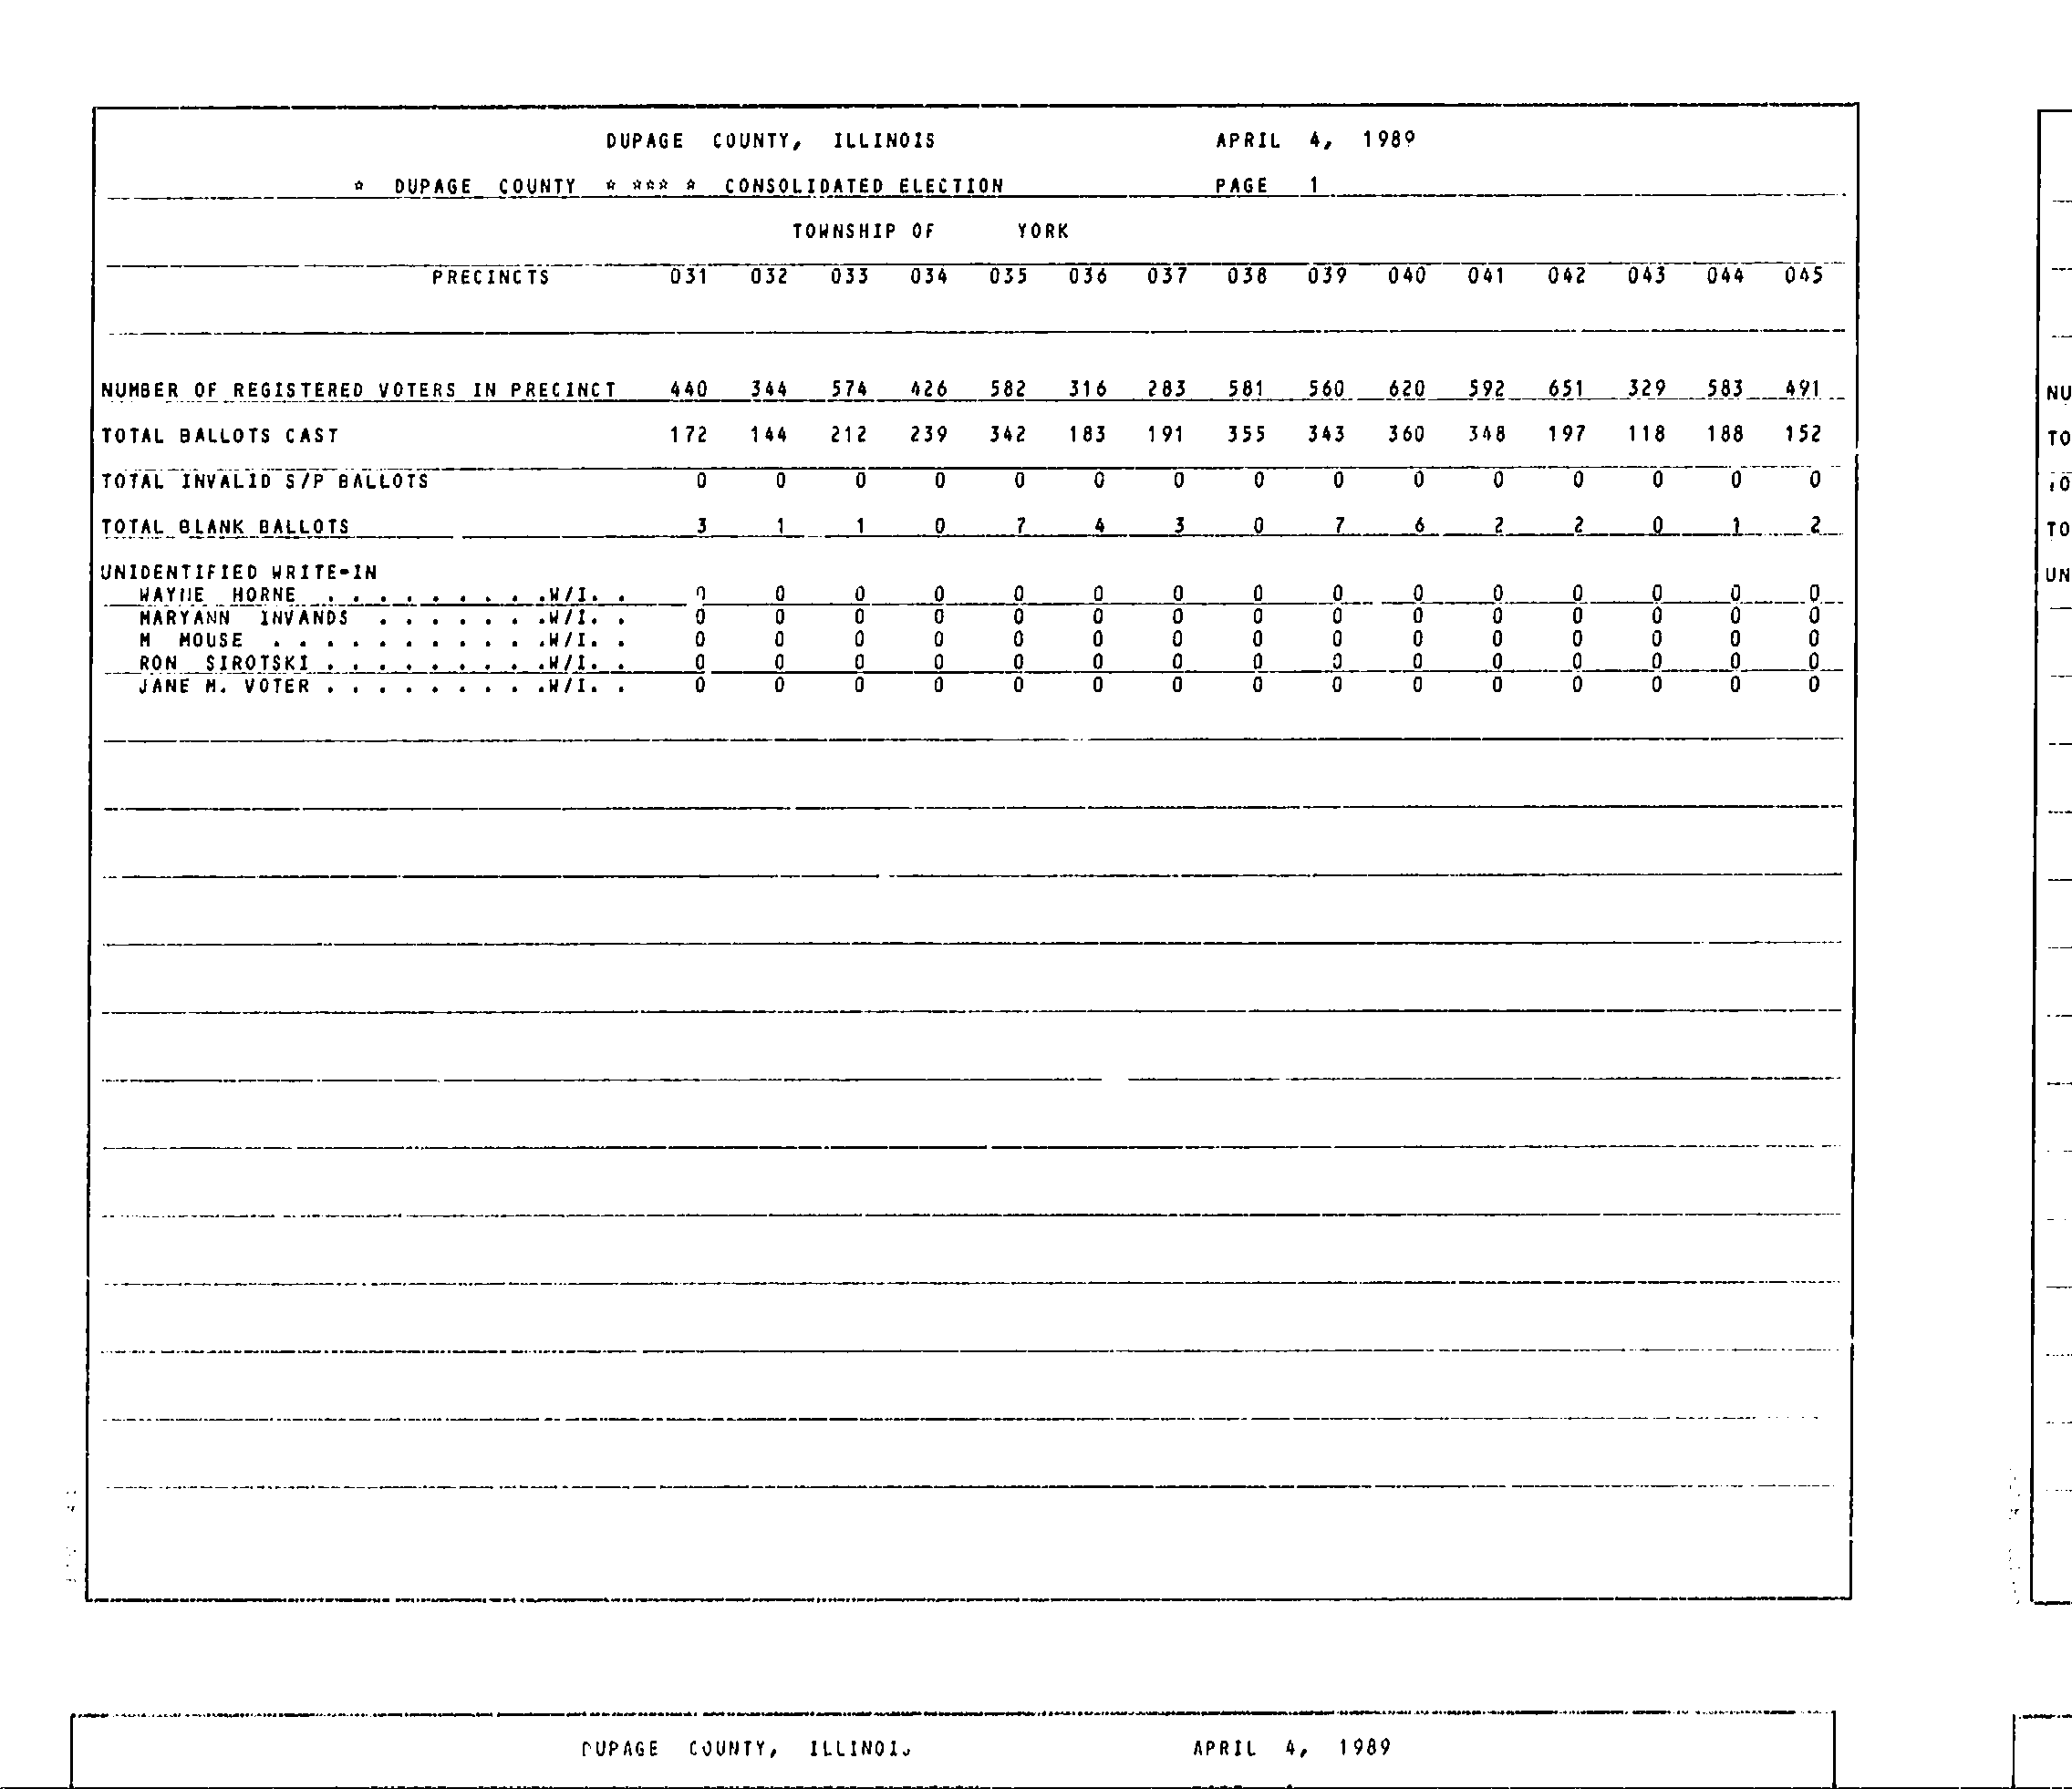 DUPAGE COUNTY, ILLINOIS APRIL 4, 1989
* DUPAGE COUNTY * *** * CONSOLIDATED ELECTION PAGE 1
TOWNSHIP OF YORK
PRECINCTS 031 032 033 034 035 036 037 038 039 040 041 042 043 044 045
NUMBER OF REGISTERED VOTERS IN PRECINCT 440 344 574 426 582 316 283 581 560 620 592 651 329 583 491
TOTAL BALLOTS CAST 172 144 212 239 342 183 191 355 343 360 348 197 118 188 152
TOTAL INVALID S/P BALLOTS 0 0 0 0 0 0 0 0 0 0 0 0 0 0 0
TOTAL BLANK BALLOTS 3 1 1 0 7 4 3 0 7 6 2 2 0 1 2
UNIDENTIFIED WRITE-IN
WAYNE HORNE . . . . . . . . .W/I. . 0 0 0 0 0 0 0 0 0 0 0 0 0 0 0
MARYANN INVANDS . . . . . . .W/I. . 0 0 0 0 0 0 0 0 0 0 0 0 0 0 0
M MOUSE . . . . . . . . . . .W/I. . 0 0 0 0 0 0 0 0 0 0 0 0 0 0 0
RON SIROTSKI . . . . . . . . .W/I. . 0 0 0 0 0 0 0 0 0 0 0 0 0 0 0
JANE M. VOTER . . . . . . . . .W/I. . 0 0 0 0 0 0 0 0 0 0 0 0 0 0 0
NU
TO
TO
TO
UN
DUPAGE COUNTY, ILLINOIS APRIL 4, 1989